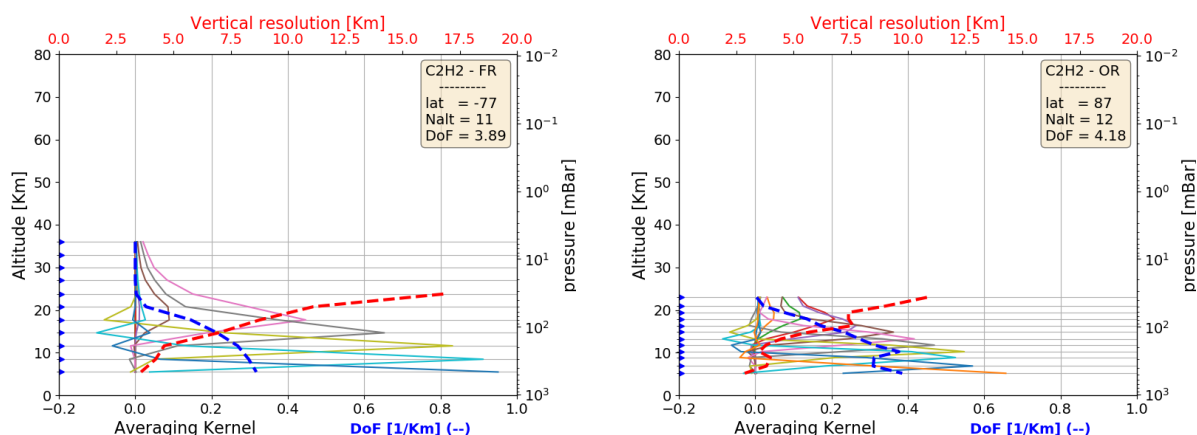 Vertical resolution [Km]
0.0 2.5 5.0 7.5 10.0 12.5 15.0 17.5 20.0
80
70
60
50
40
30
20
10
0
Altitude [Km]
C2H2 - FR
---------
lat = -77
Nalt = 11
DoF = 3.89
10⁻²
10⁻¹
10⁰
10¹
10²
10³
pressure [mBar]
−0.2 0.0 0.2 0.4 0.6 0.8 1.0
Averaging Kernel DoF [1/Km] (--)
Vertical resolution [Km]
0.0 2.5 5.0 7.5 10.0 12.5 15.0 17.5 20.0
80
70
60
50
40
30
20
10
0
Altitude [Km]
C2H2 - OR
---------
lat = 87
Nalt = 12
DoF = 4.18
10⁻²
10⁻¹
10⁰
10¹
10²
10³
pressure [mBar]
−0.2 0.0 0.2 0.4 0.6 0.8 1.0
Averaging Kernel DoF [1/Km] (--)